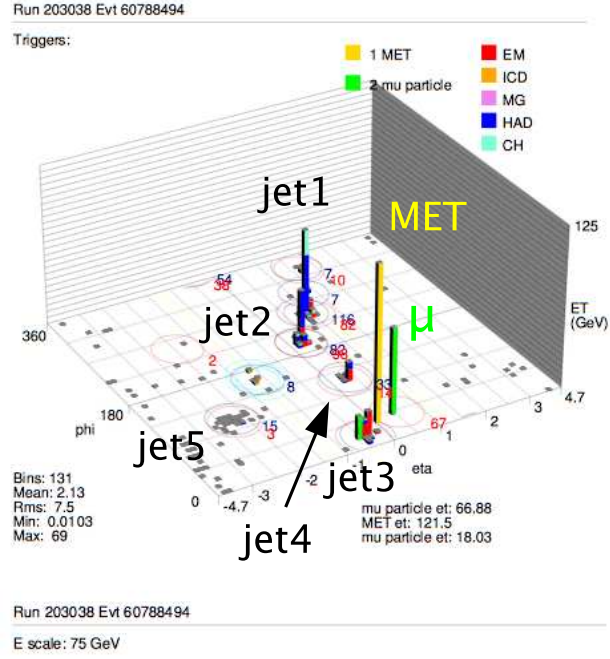 Run 203038 Evt 60788494
Triggers:
1 MET
2 mu particle
EM
ICD
MG
HAD
CH
jet1
MET
125
ET
(GeV)
54
38
7
10
7
116
82
jet2
μ
82
98
360
2
8
33
14
4.7
3
2
1
0
-1
-2
-3
-4.7
eta
67
phi
180
0
15
3
jet5
jet3
jet4
Bins: 131
Mean: 2.13
Rms: 7.5
Min: 0.0103
Max: 69
mu particle et: 66.88
MET et: 121.5
mu particle et: 18.03
Run 203038 Evt 60788494
E scale: 75 GeV